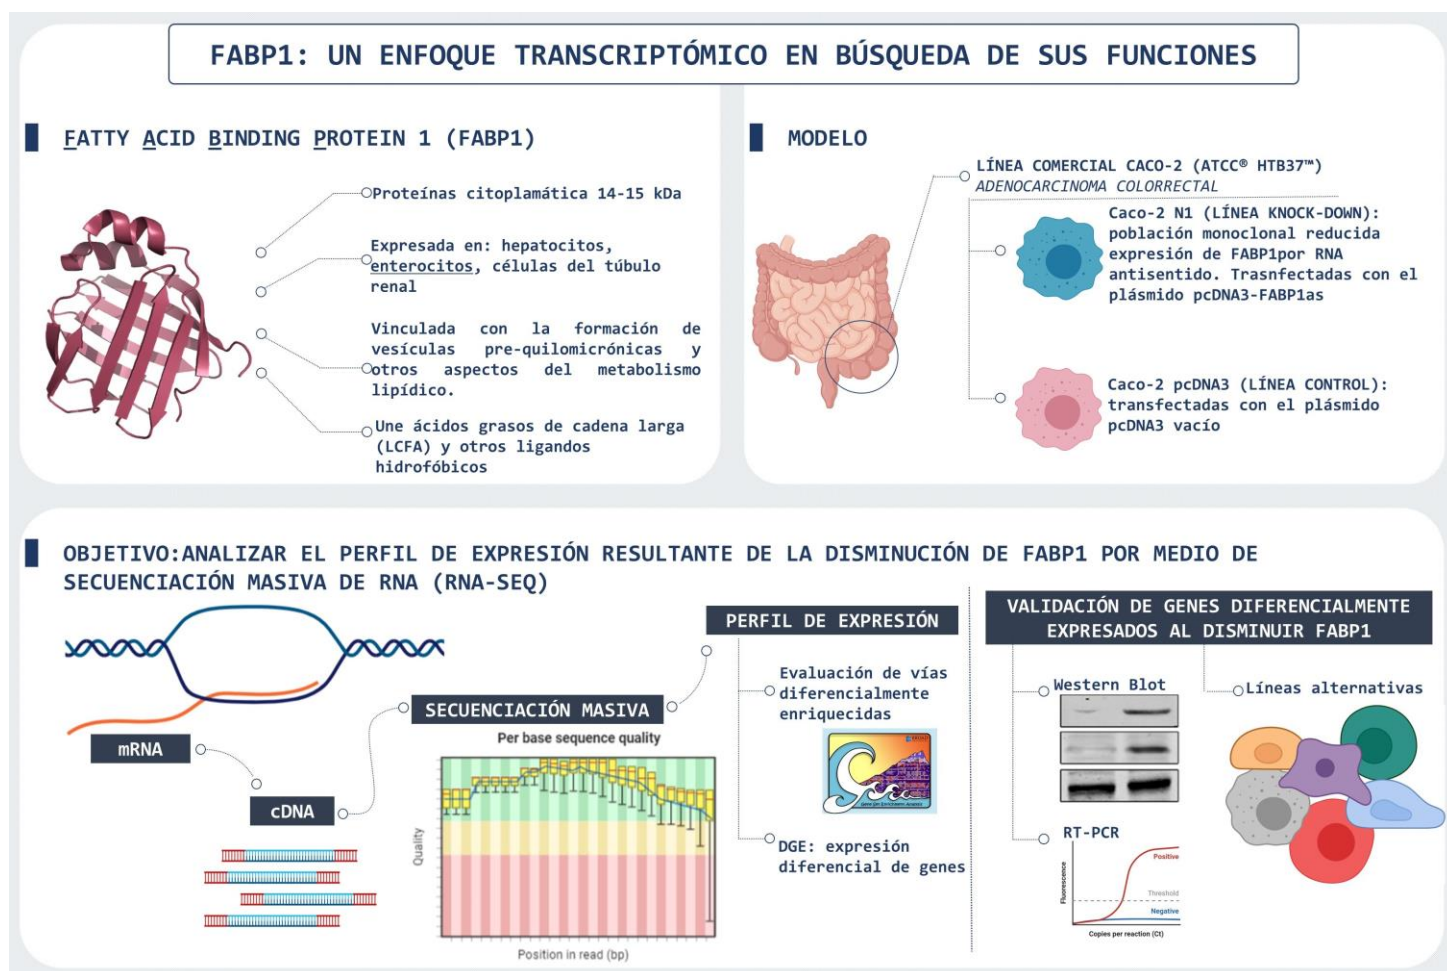 FABP1: UN ENFOQUE TRANSCRIPTÓMICO EN BÚSQUEDA DE SUS FUNCIONES
FATTY ACID BINDING PROTEIN 1 (FABP1)
Proteínas citoplamática 14-15 kDa
Expresada en: hepatocitos,
enterocitos, células del túbulo
renal
Vinculada con la formación de
vesículas pre-quilomicrónicas y
otros aspectos del metabolismo
lipídico.
Une ácidos grasos de cadena larga
(LCFA) y otros ligandos
hidrofóbicos
MODELO
LÍNEA COMERCIAL CACO-2 (ATCC® HTB37™)
ADENOCARCINOMA COLORRECTAL
Caco-2 N1 (LÍNEA KNOCK-DOWN):
población monoclonal reducida
expresión de FABP1por RNA
antisentido. Trasnfectadas con el
plásmido pcDNA3-FABP1as
Caco-2 pcDNA3 (LÍNEA CONTROL):
transfectadas con el plásmido
pcDNA3 vacío
OBJETIVO:ANALIZAR EL PERFIL DE EXPRESIÓN RESULTANTE DE LA DISMINUCIÓN DE FABP1 POR MEDIO DE
SECUENCIACIÓN MASIVA DE RNA (RNA-SEQ)
mRNA
cDNA
SECUENCIACIÓN MASIVA
Per base sequence quality
Quality
Position in read (bp)
PERFIL DE EXPRESIÓN
Evaluación de vías
diferencialmente
enriquecidas
Gene Set Enrichment Analysis
DGE: expresión
diferencial de genes
VALIDACIÓN DE GENES DIFERENCIALMENTE
EXPRESADOS AL DISMINUIR FABP1
Western Blot
RT-PCR
Fluorescence
Positive
Threshold
Negative
Copies per reaction (Ct)
Líneas alternativas